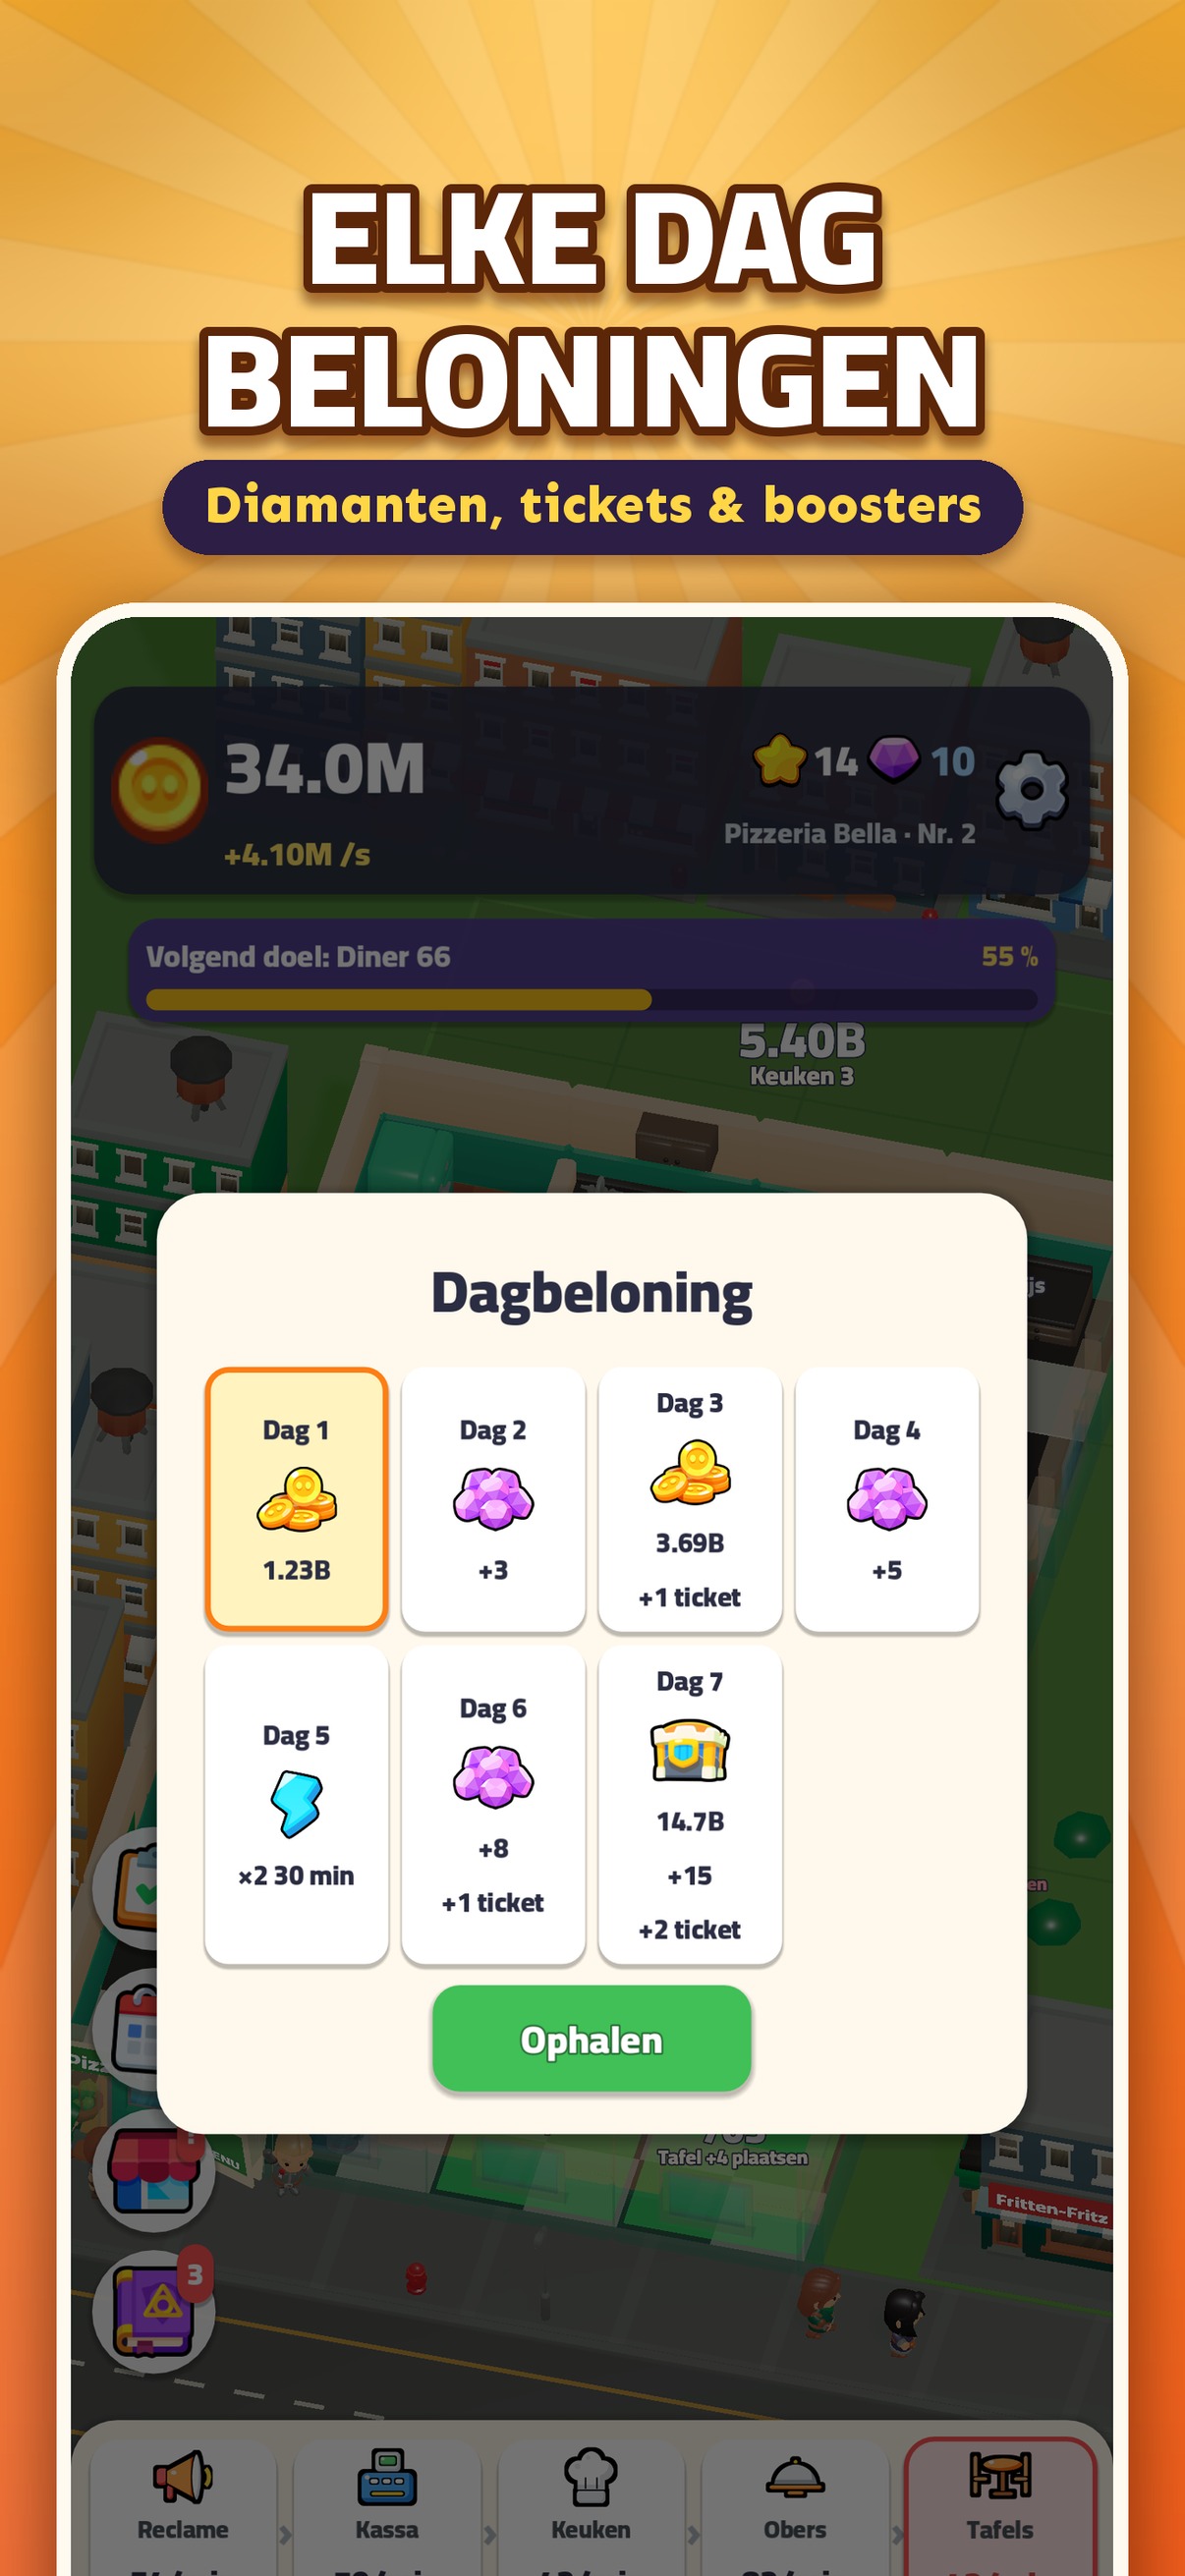 ELKE DAG
BELONINGEN
Diamanten, tickets & boosters
34.0M
14
10
+4.10M /s
Pizzeria Bella · Nr. 2
Volgend doel: Diner 66
55 %
5.40B
Keuken 3
Dagbeloning
Dag 1
1.23B
Dag 2
+3
Dag 3
3.69B
+1 ticket
Dag 4
+5
Dag 5
×2 30 min
Dag 6
+8
+1 ticket
Dag 7
14.7B
+15
+2 ticket
Ophalen
Tafel +4 plaatsen
Fritten-Fritz
3
Reclame
Kassa
Keuken
Obers
Tafels